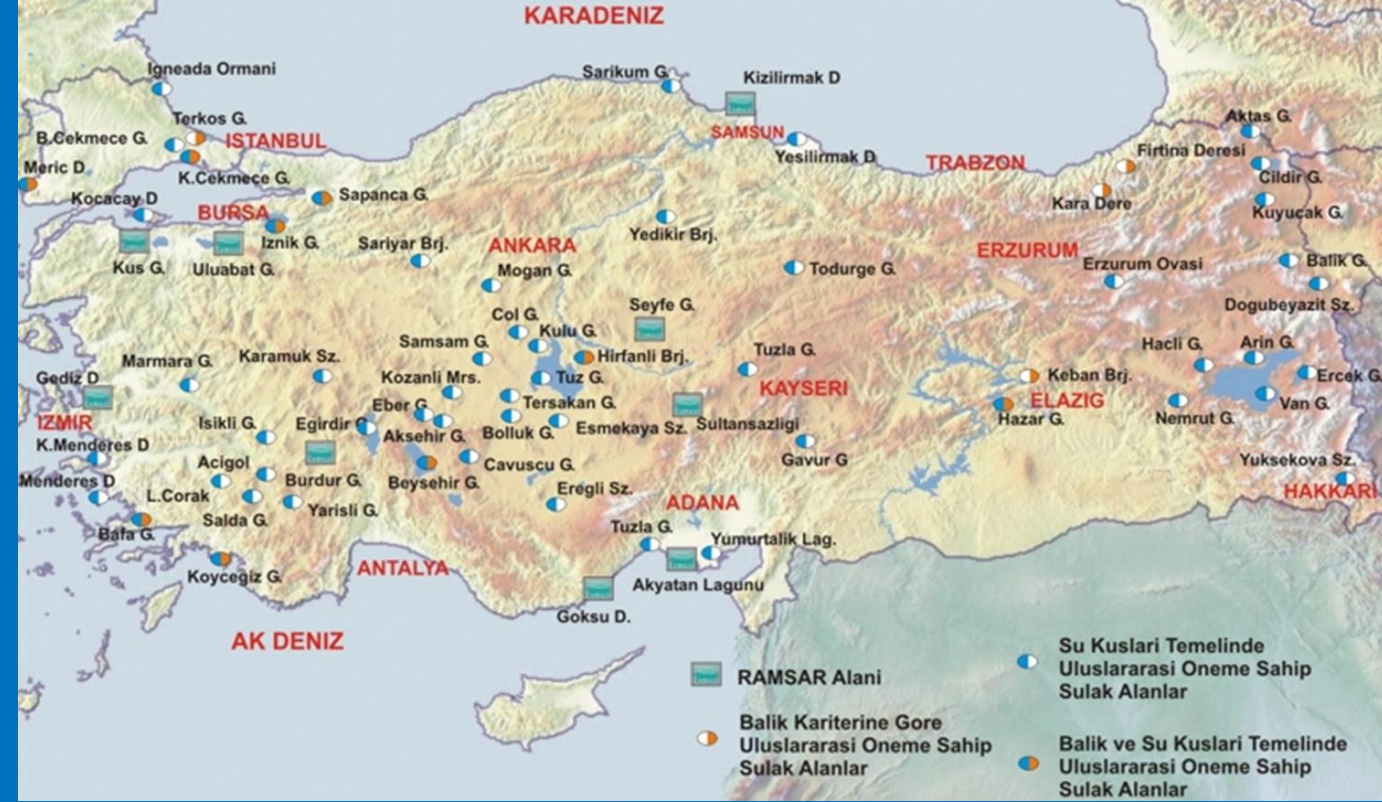 KARADENIZ
Igneada Ormani
Sarikum G.
Kizilirmak D
Terkos G.
Aktas G.
B.Cekmece G.
ISTANBUL
SAMSUN
Yesilirmak D
Firtina Deresi
TRABZON
Meric D
K.Cekmece G.
Cildir G.
Kocacay D
Sapanca G.
Kara Dere
Kuyucak G.
BURSA
Yedikir Brj.
Iznik G.
Sariyar Brj.
ANKARA
ERZURUM
Erzurum Ovasi
Balik G.
Kus G.
Uluabat G.
Mogan G.
Todurge G.
Seyfe G.
Dogubeyazit Sz.
Col G.
Kulu G.
Samsam G.
Hacli G.
Arin G.
Marmara G.
Karamuk Sz.
Hirfanli Brj.
Tuzla G.
Gediz D
Kozanli Mrs.
Tuz G.
KAYSERI
Keban Brj.
Ercek G.
Eber G.
Tersakan G.
ELAZIG
Van G.
IZMIR
Isikli G.
Egirdir G.
Aksehir G.
Bolluk G.
Esmekaya Sz.
Sultansazligi
Hazar G.
Nemrut G.
K.Menderes D
Acigol
Cavuscu G.
Gavur G
Yuksekova Sz.
Menderes D
L.Corak
Burdur G.
Beysehir G.
Eregli Sz.
HAKKARI
Salda G.
Yarisli G.
ADANA
Bafa G.
Tuzla G.
Yumurtalik Lag.
Koycegiz G.
ANTALYA
Akyatan Lagunu
Goksu D.
AK DENIZ
RAMSAR Alani
Balik Kariterine Gore
Uluslararasi Oneme Sahip
Sulak Alanlar
Su Kuslari Temelinde
Uluslararasi Oneme Sahip
Sulak Alanlar
Balik ve Su Kuslari Temelinde
Uluslararasi Oneme Sahip
Sulak Alanlar